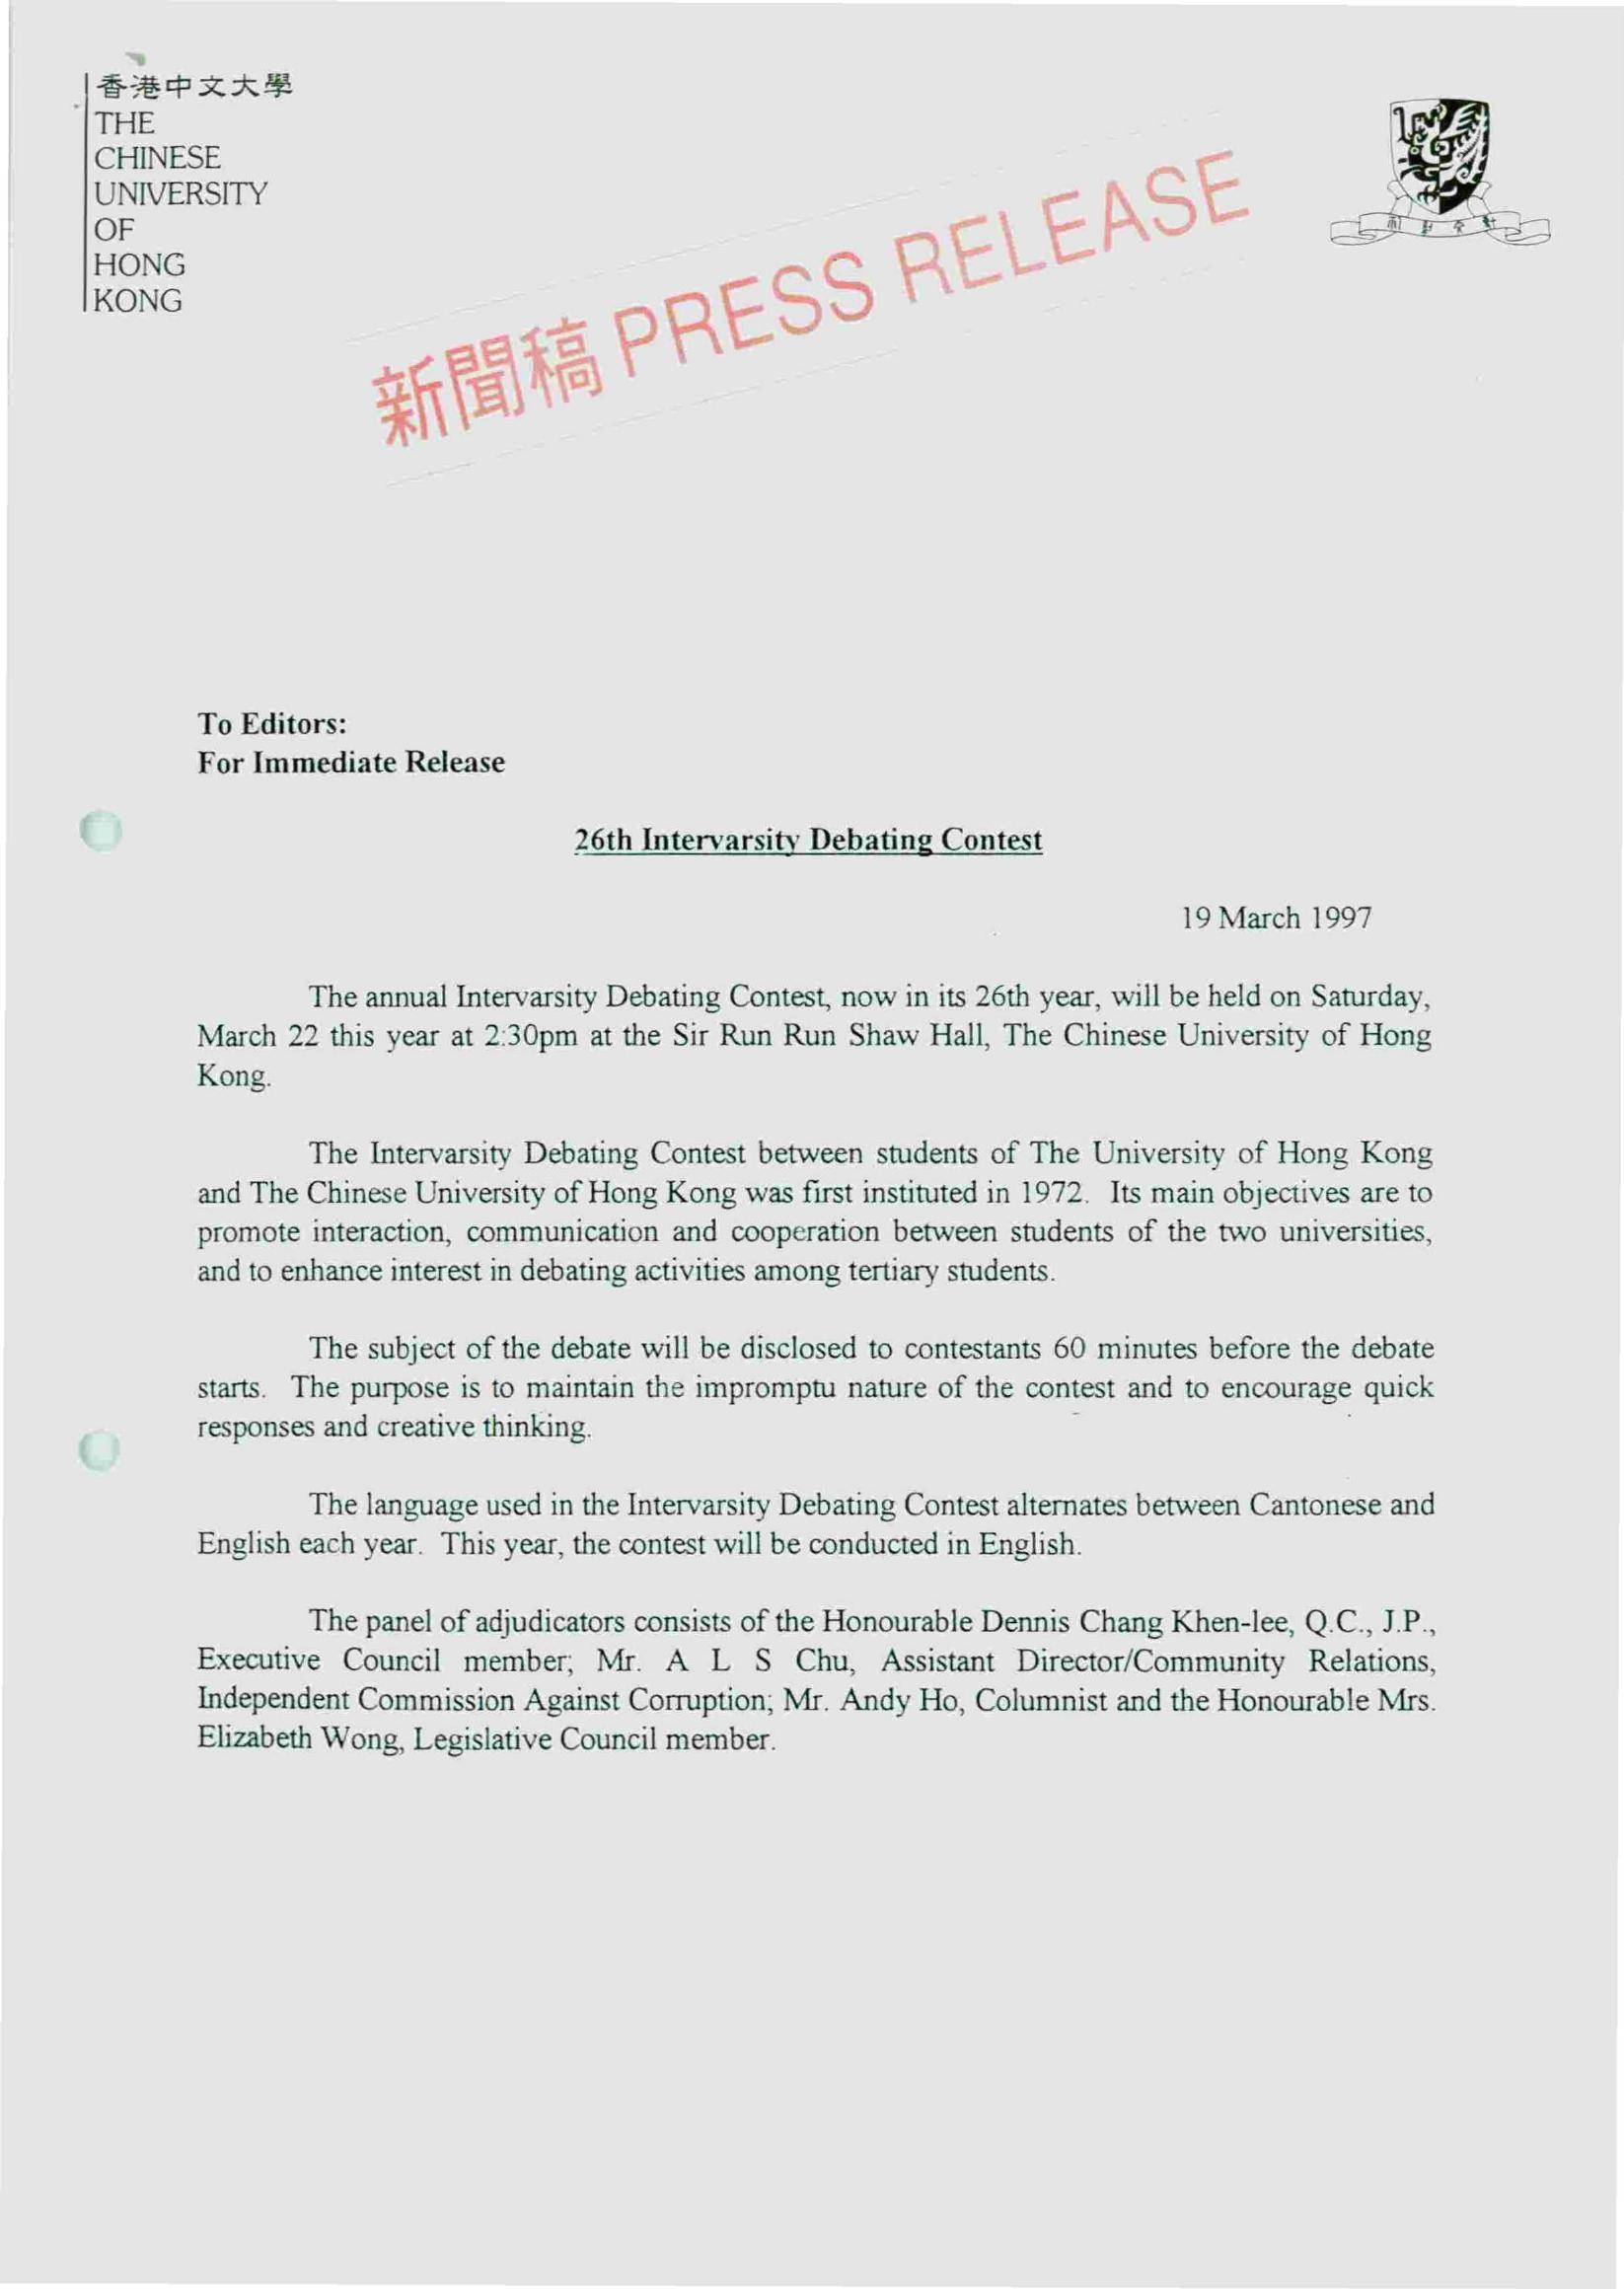 香港中文大學
THE
CHINESE
UNIVERSITY
OF
HONG
KONG
新聞稿 PRESS RELEASE
To Editors:
For Immediate Release
26th Intervarsity Debating Contest
19 March 1997
The annual Intervarsity Debating Contest, now in its 26th year, will be held on Saturday,
March 22 this year at 2:30pm at the Sir Run Run Shaw Hall, The Chinese University of Hong
Kong.
The Intervarsity Debating Contest between students of The University of Hong Kong
and The Chinese University of Hong Kong was first instituted in 1972. Its main objectives are to
promote interaction, communication and cooperation between students of the two universities,
and to enhance interest in debating activities among tertiary students.
The subject of the debate will be disclosed to contestants 60 minutes before the debate
starts. The purpose is to maintain the impromptu nature of the contest and to encourage quick
responses and creative thinking.
The language used in the Intervarsity Debating Contest alternates between Cantonese and
English each year. This year, the contest will be conducted in English.
The panel of adjudicators consists of the Honourable Dennis Chang Khen-lee, Q.C., J.P.,
Executive Council member; Mr. A L S Chu, Assistant Director/Community Relations,
Independent Commission Against Corruption; Mr. Andy Ho, Columnist and the Honourable Mrs.
Elizabeth Wong, Legislative Council member.